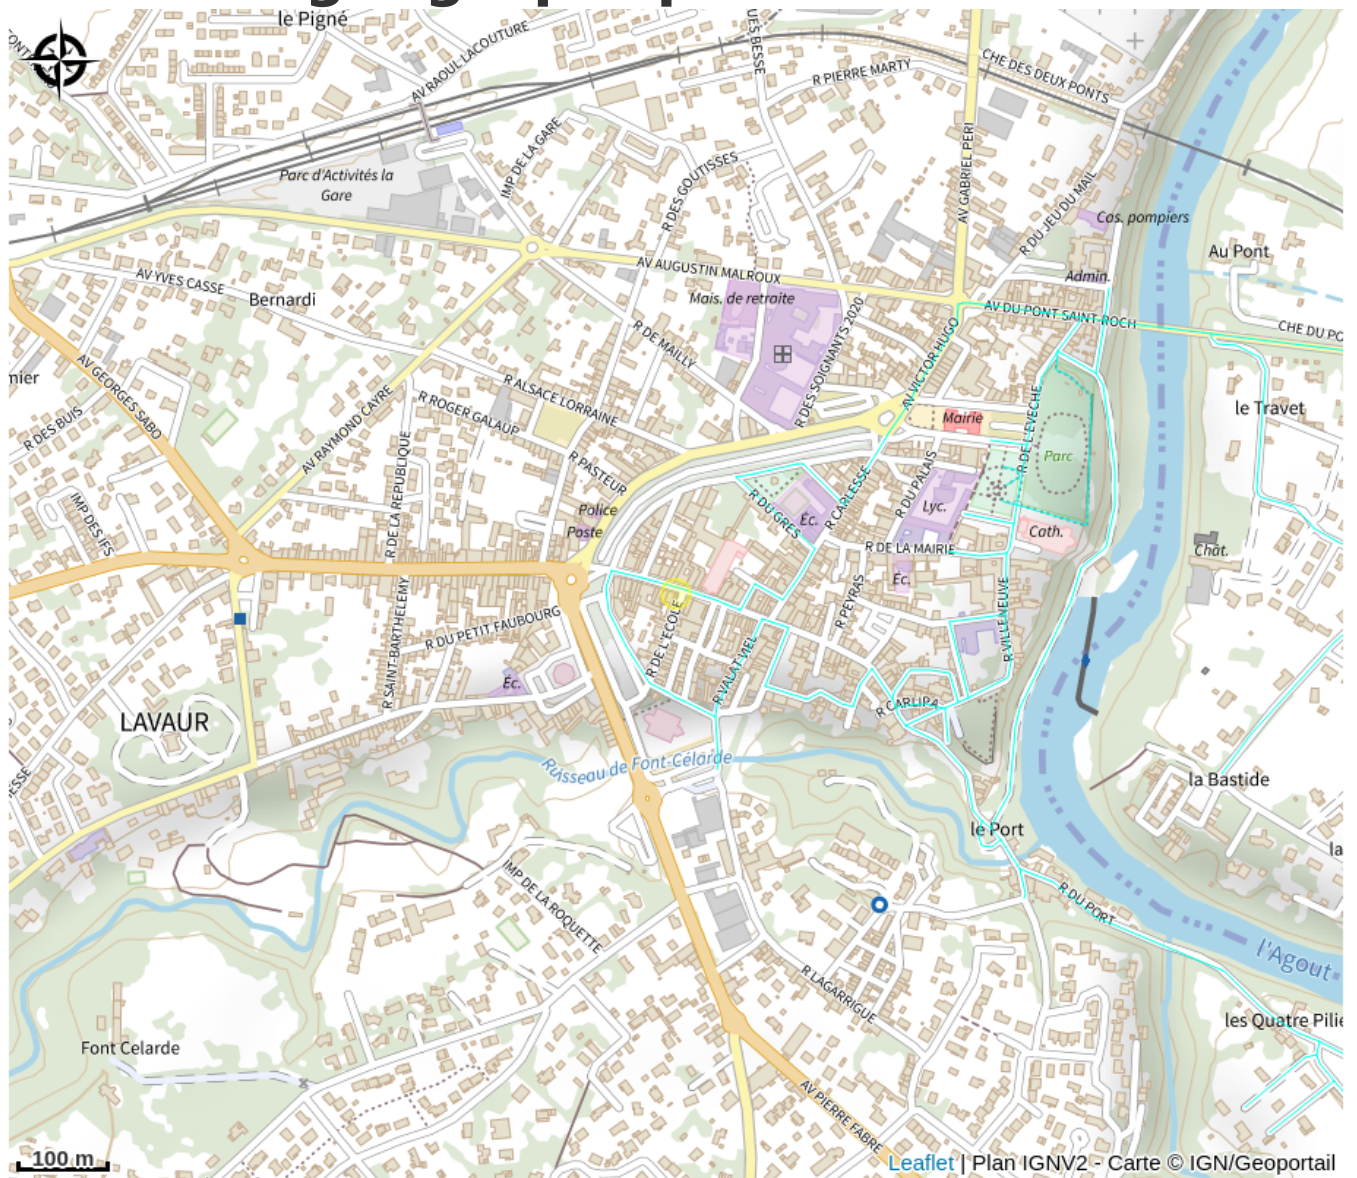 le Pigné
AV RAOUL LACOUTURE
R PIERRE MARTY
CHE DES DEUX PONTS
IMP DE LA GARE
AV GABRIEL PERI
Parc d'Activités la
Gare
R DES GOUTISSES
R DU JEU DU MAIL
Cas. pompiers
Au Pont
AV YVES CASSE
Bernardi
AV AUGUSTIN MALROUX
Mais. de retraite
Admin.
AV DU PONT SAINT-ROCH
CHE DU PO
R DE MAILLY
R DES SOIGNANTS 2020
AV VICTOR HUGO
mier
AV GEORGES SABO
R ALSACE LORRAINE
R ROGER GALAUP
AV RAYMOND CAYRE
R DES BUIS
Mairie
R DE L'EVECHE
le Travet
Parc
R PASTEUR
R DE LA REPUBLIQUE
R CARLESSE
R DU PALAIS
IMP DES IFS
Police
Poste
R DU GRES
Éc.
Lyc.
Cath.
R DE LA MAIRIE
Chât.
Éc.
R SAINT-BARTHELEMY
R DU PETIT FAUBOURG
R DE L'ECOLE
R PEYRAS
R VILLENEUVE
R VALAT VIEL
Éc.
R CARLIPA
LAVAUR
Ruisseau de Font-Célarde
la Bastide
le Port
la
IMP DE LA ROQUETTE
R DU PORT
l'Agout
R LAGARRIGUE
les Quatre Pilie
Font Celarde
AV PIERRE FABRE
100 m
Leaflet | Plan IGNV2 - Carte © IGN/Geoportail